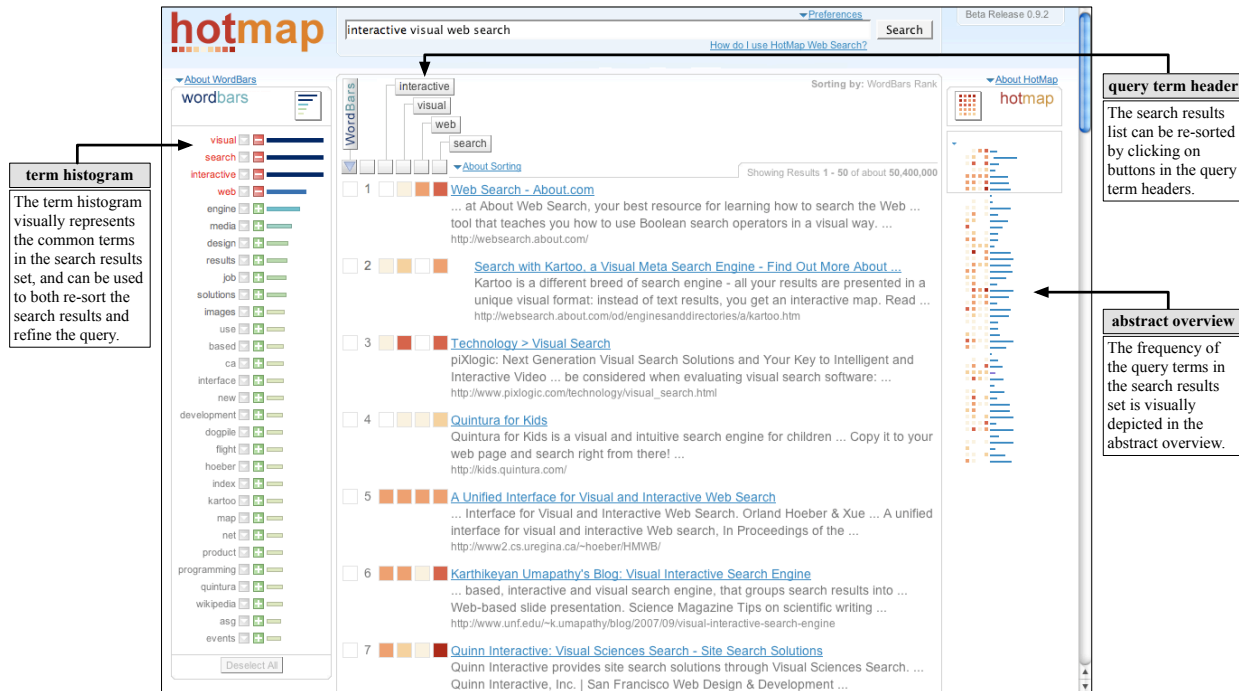 hotmap
Preferences
Beta Release 0.9.2
interactive visual web search
Search
How do I use HotMap Web Search?
About WordBars
wordbars
visual
search
interactive
web
engine
media
design
results
job
solutions
images
use
based
ca
interface
new
development
dogpile
flight
hoeber
index
kartoo
map
net
product
programming
quintura
wikipedia
asg
events
Deselect All
term histogram
The term histogram
visually represents
the common terms
in the search results
set, and can be used
to both re-sort the
search results and
refine the query.
WordBars
interactive
visual
web
search
Sorting by: WordBars Rank
About Sorting
Showing Results 1 - 50 of about 50,400,000
1 Web Search - About.com
... at About Web Search, your best resource for learning how to search the Web ...
tool that teaches you how to use Boolean search operators in a visual way. ...
http://websearch.about.com/
2 Search with Kartoo, a Visual Meta Search Engine - Find Out More About ...
Kartoo is a different breed of search engine - all your results are presented in a
unique visual format: instead of text results, you get an interactive map. Read ...
http://websearch.about.com/od/enginesanddirectories/a/kartoo.htm
3 Technology > Visual Search
piXlogic: Next Generation Visual Search Solutions and Your Key to Intelligent and
Interactive Video ... be considered when evaluating visual search software: ...
http://www.pixlogic.com/technology/visual_search.html
4 Quintura for Kids
Quintura for Kids is a visual and intuitive search engine for children ... Copy it to your
web page and search right from there! ...
http://kids.quintura.com/
5 A Unified Interface for Visual and Interactive Web Search
... Interface for Visual and Interactive Web Search. Orland Hoeber & Xue ... A unified
interface for visual and interactive Web search, In Proceedings of the ...
http://www2.cs.uregina.ca/~hoeber/HMWB/
6 Karthikeyan Umapathy's Blog: Visual Interactive Search Engine
... based, interactive and visual search engine, that groups search results into ...
Web-based slide presentation. Science Magazine Tips on scientific writing ...
http://www.unf.edu/~k.umapathy/blog/2007/09/visual-interactive-search-engine
7 Quinn Interactive: Visual Sciences Search - Site Search Solutions
Quinn Interactive provides site search solutions through Visual Sciences Search. ...
Quinn Interactive, Inc. | San Francisco Web Design & Development ...
About HotMap
hotmap
query term header
The search results
list can be re-sorted
by clicking on
buttons in the query
term headers.
abstract overview
The frequency of
the query terms in
the search results
set is visually
depicted in the
abstract overview.